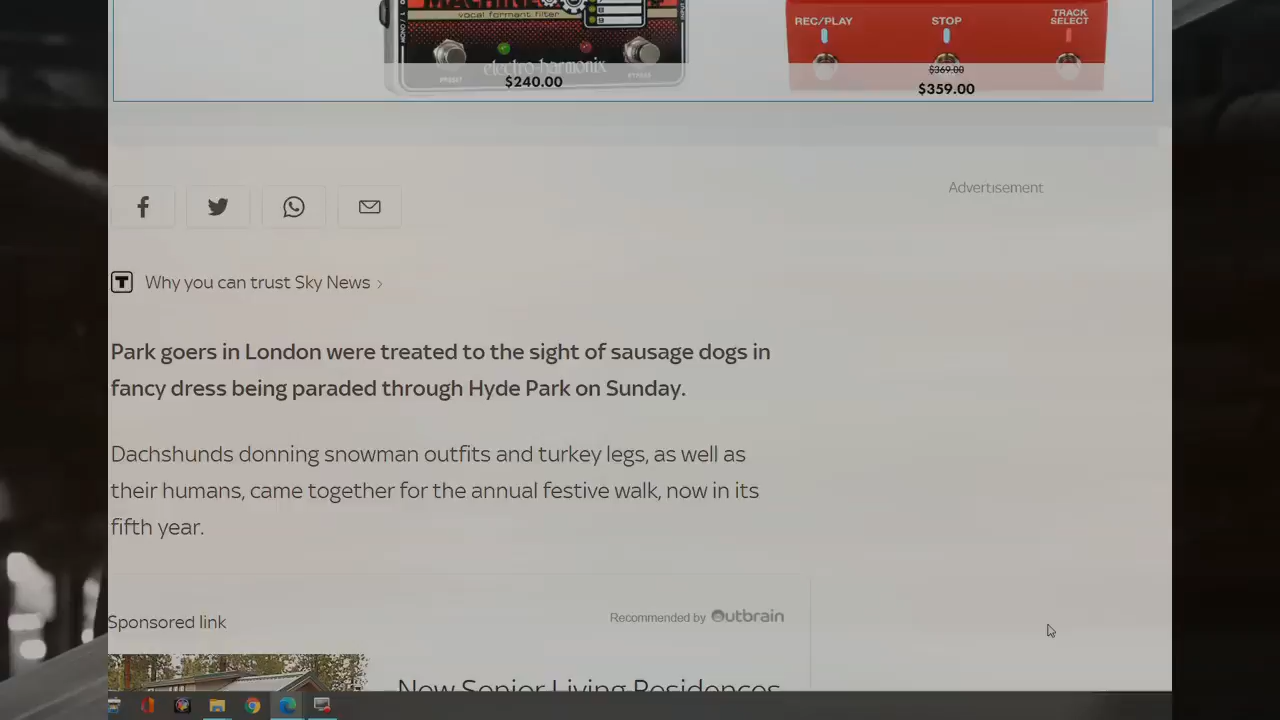 MACHINE
vocal formant filter
electro-harmonix
$240.00
REC/PLAY
STOP
TRACK
SELECT
$369.00
$359.00
Advertisement
Why you can trust Sky News ›
Park goers in London were treated to the sight of sausage dogs in
fancy dress being paraded through Hyde Park on Sunday.
Dachshunds donning snowman outfits and turkey legs, as well as
their humans, came together for the annual festive walk, now in its
fifth year.
Sponsored link
Recommended by Outbrain
New Senior Living Residences